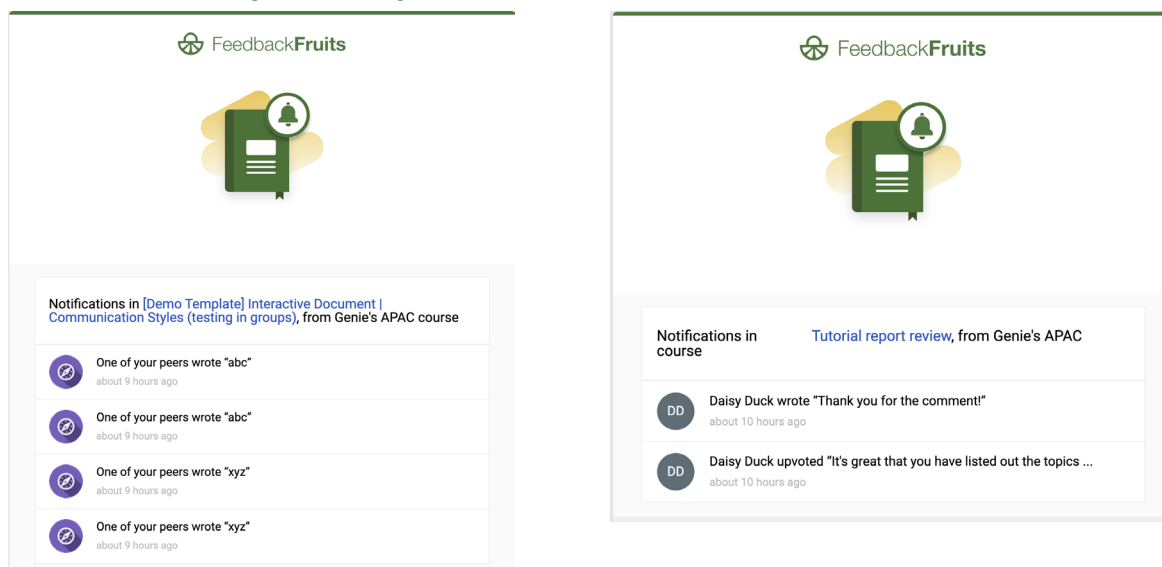 FeedbackFruits
Notifications in [Demo Template] Interactive Document |
Communication Styles (testing in groups), from Genie's APAC course
One of your peers wrote “abc”
about 9 hours ago
One of your peers wrote “abc”
about 9 hours ago
One of your peers wrote “xyz”
about 9 hours ago
One of your peers wrote “xyz”
about 9 hours ago
FeedbackFruits
Notifications in Tutorial report review, from Genie's APAC
course
DD
Daisy Duck wrote “Thank you for the comment!”
about 10 hours ago
DD
Daisy Duck upvoted “It's great that you have listed out the topics ...
about 10 hours ago